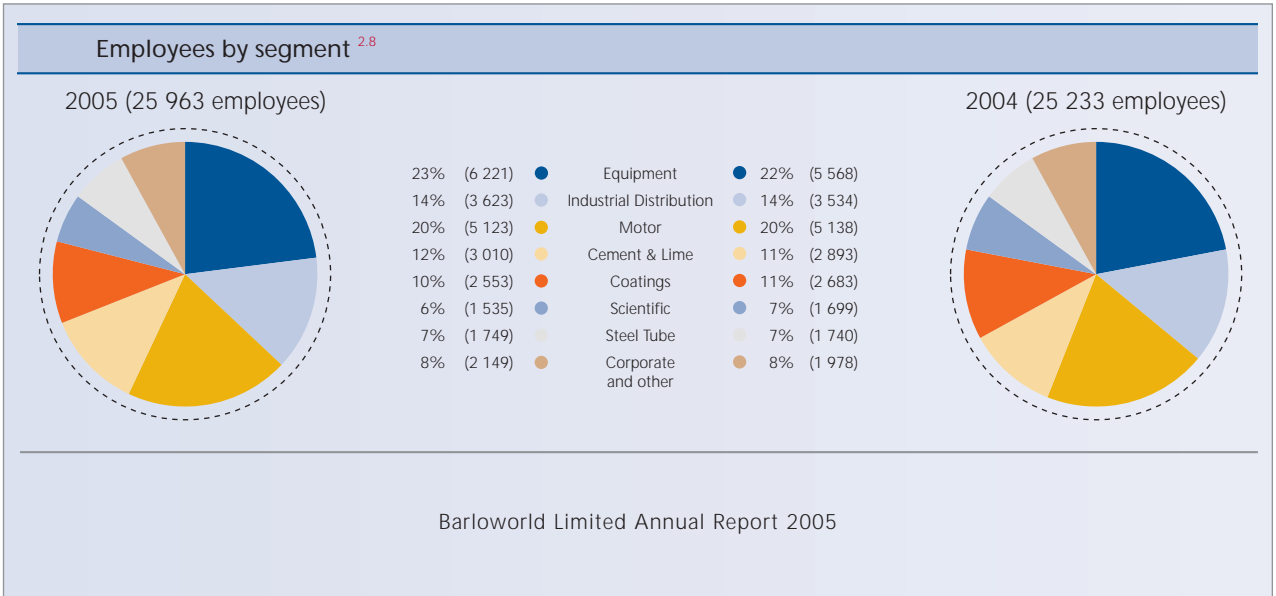 Employees by segment 2.8
2005 (25 963 employees)
2004 (25 233 employees)
23% (6 221) Equipment 22% (5 568)
14% (3 623) Industrial Distribution 14% (3 534)
20% (5 123) Motor 20% (5 138)
12% (3 010) Cement & Lime 11% (2 893)
10% (2 553) Coatings 11% (2 683)
6% (1 535) Scientific 7% (1 699)
7% (1 749) Steel Tube 7% (1 740)
8% (2 149) Corporate 8% (1 978)
and other
Barloworld Limited Annual Report 2005